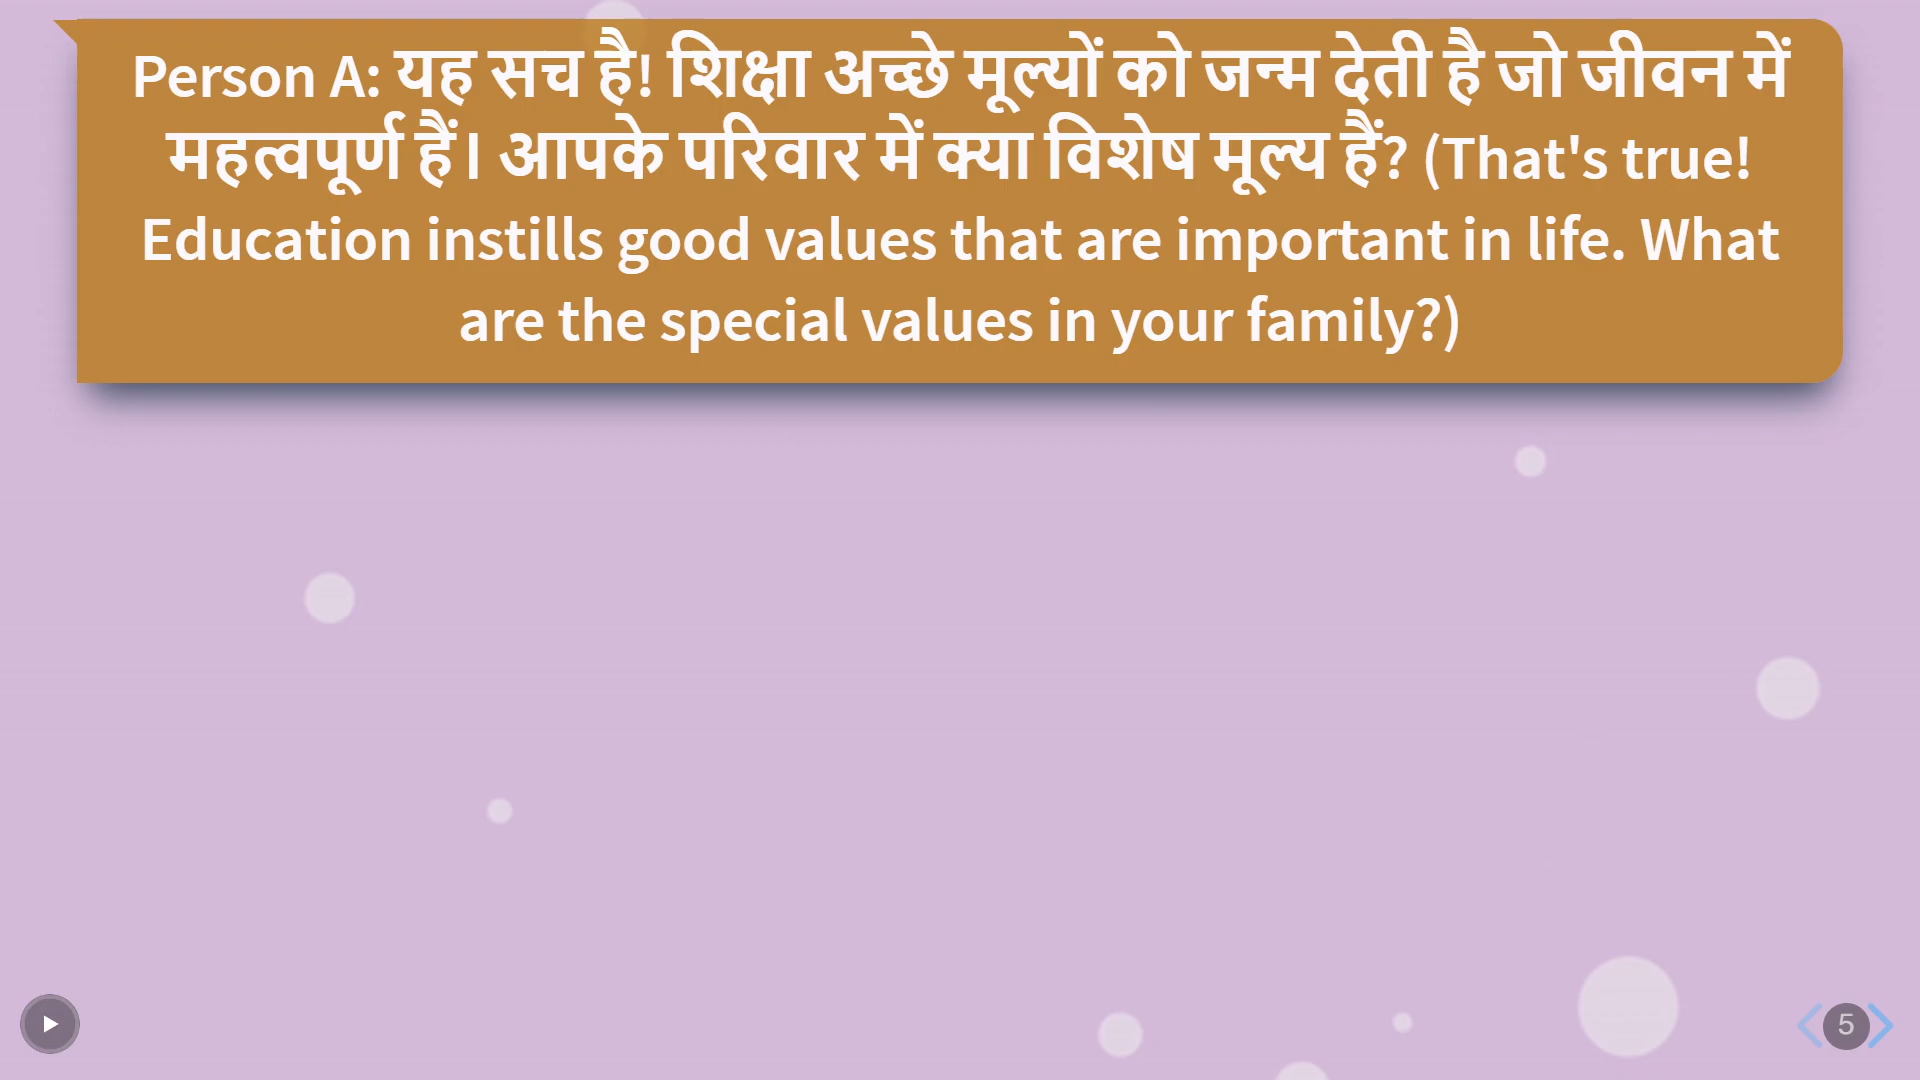 Person A: यह सच है! शिक्षा अच्छे मूल्यों को जन्म देती है जो जीवन में
महत्वपूर्ण हैं। आपके परिवार में क्या विशेष मूल्य हैं? (That's true!
Education instills good values that are important in life. What
are the special values in your family?)
5